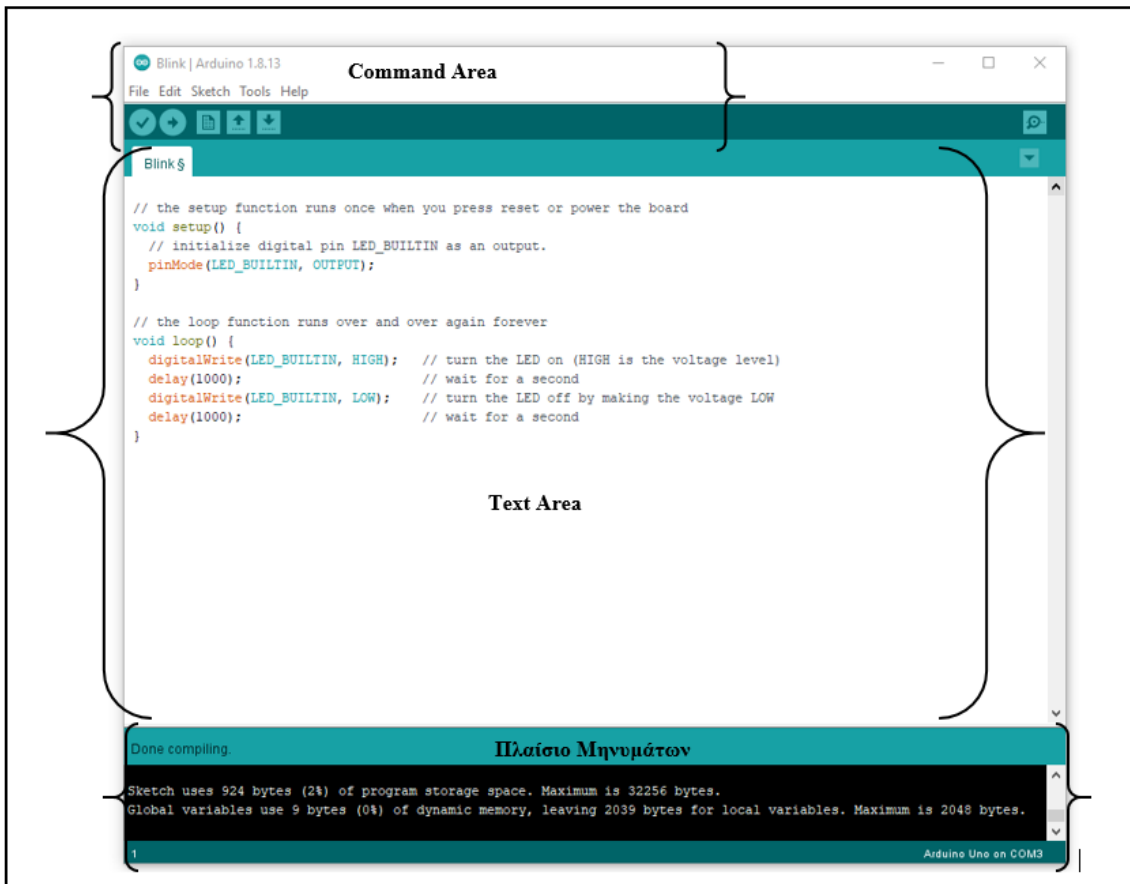 Blink | Arduino 1.8.13
Command Area
File Edit Sketch Tools Help
Blink §
// the setup function runs once when you press reset or power the board
void setup() {
  // initialize digital pin LED_BUILTIN as an output.
  pinMode(LED_BUILTIN, OUTPUT);
}
// the loop function runs over and over again forever
void loop() {
  digitalWrite(LED_BUILTIN, HIGH);   // turn the LED on (HIGH is the voltage level)
  delay(1000);                       // wait for a second
  digitalWrite(LED_BUILTIN, LOW);    // turn the LED off by making the voltage LOW
  delay(1000);                       // wait for a second
}
Text Area
Done compiling.
Πλαίσιο Μηνυμάτων
Sketch uses 924 bytes (2%) of program storage space. Maximum is 32256 bytes.
Global variables use 9 bytes (0%) of dynamic memory, leaving 2039 bytes for local variables. Maximum is 2048 bytes.
1
Arduino Uno on COM3